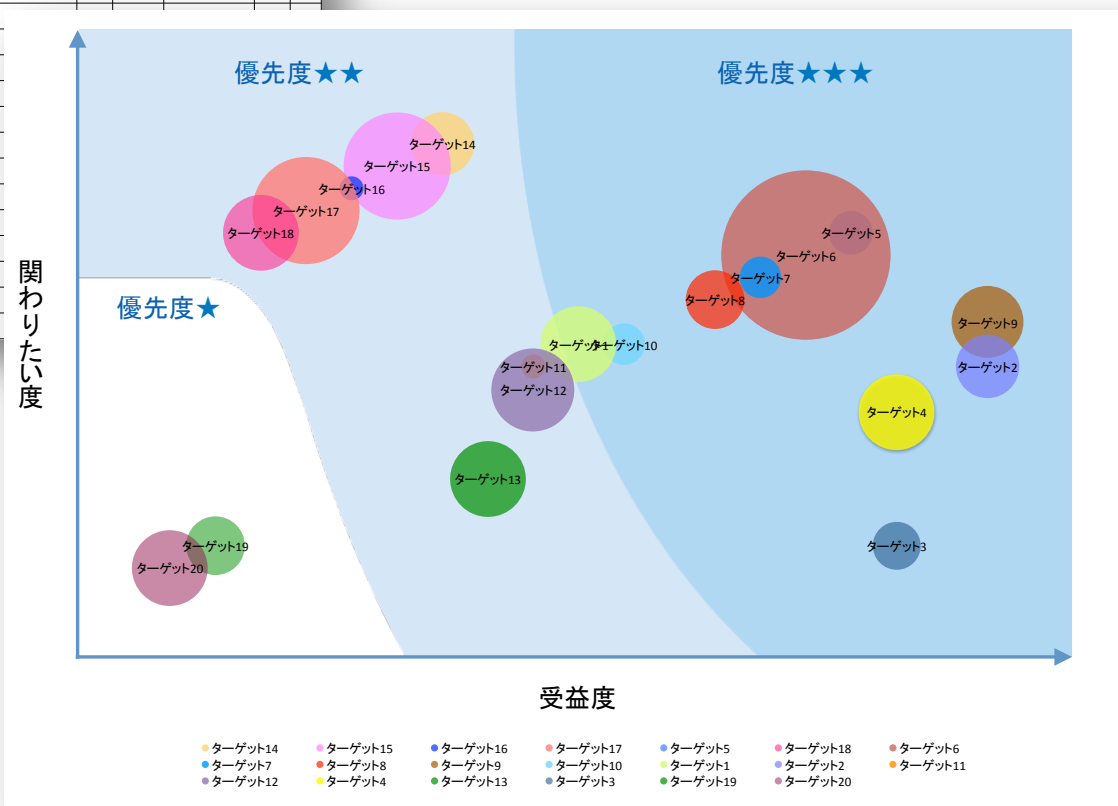 優先度★★
優先度★★★
ターゲット14
ターゲット15
ターゲット16
ターゲット17
ターゲット18
ターゲット5
ターゲット6
ターゲット7
ターゲット8
優先度★
ターゲット9
ターゲット1
ターゲット10
ターゲット11
ターゲット2
ターゲット12
ターゲット4
ターゲット13
ターゲット19
ターゲット3
ターゲット20
関わりたい度
受益度
ターゲット14 ターゲット15 ターゲット16 ターゲット17 ターゲット5 ターゲット18 ターゲット6
ターゲット7 ターゲット8 ターゲット9 ターゲット10 ターゲット1 ターゲット2 ターゲット11
ターゲット12 ターゲット4 ターゲット13 ターゲット3 ターゲット19 ターゲット20